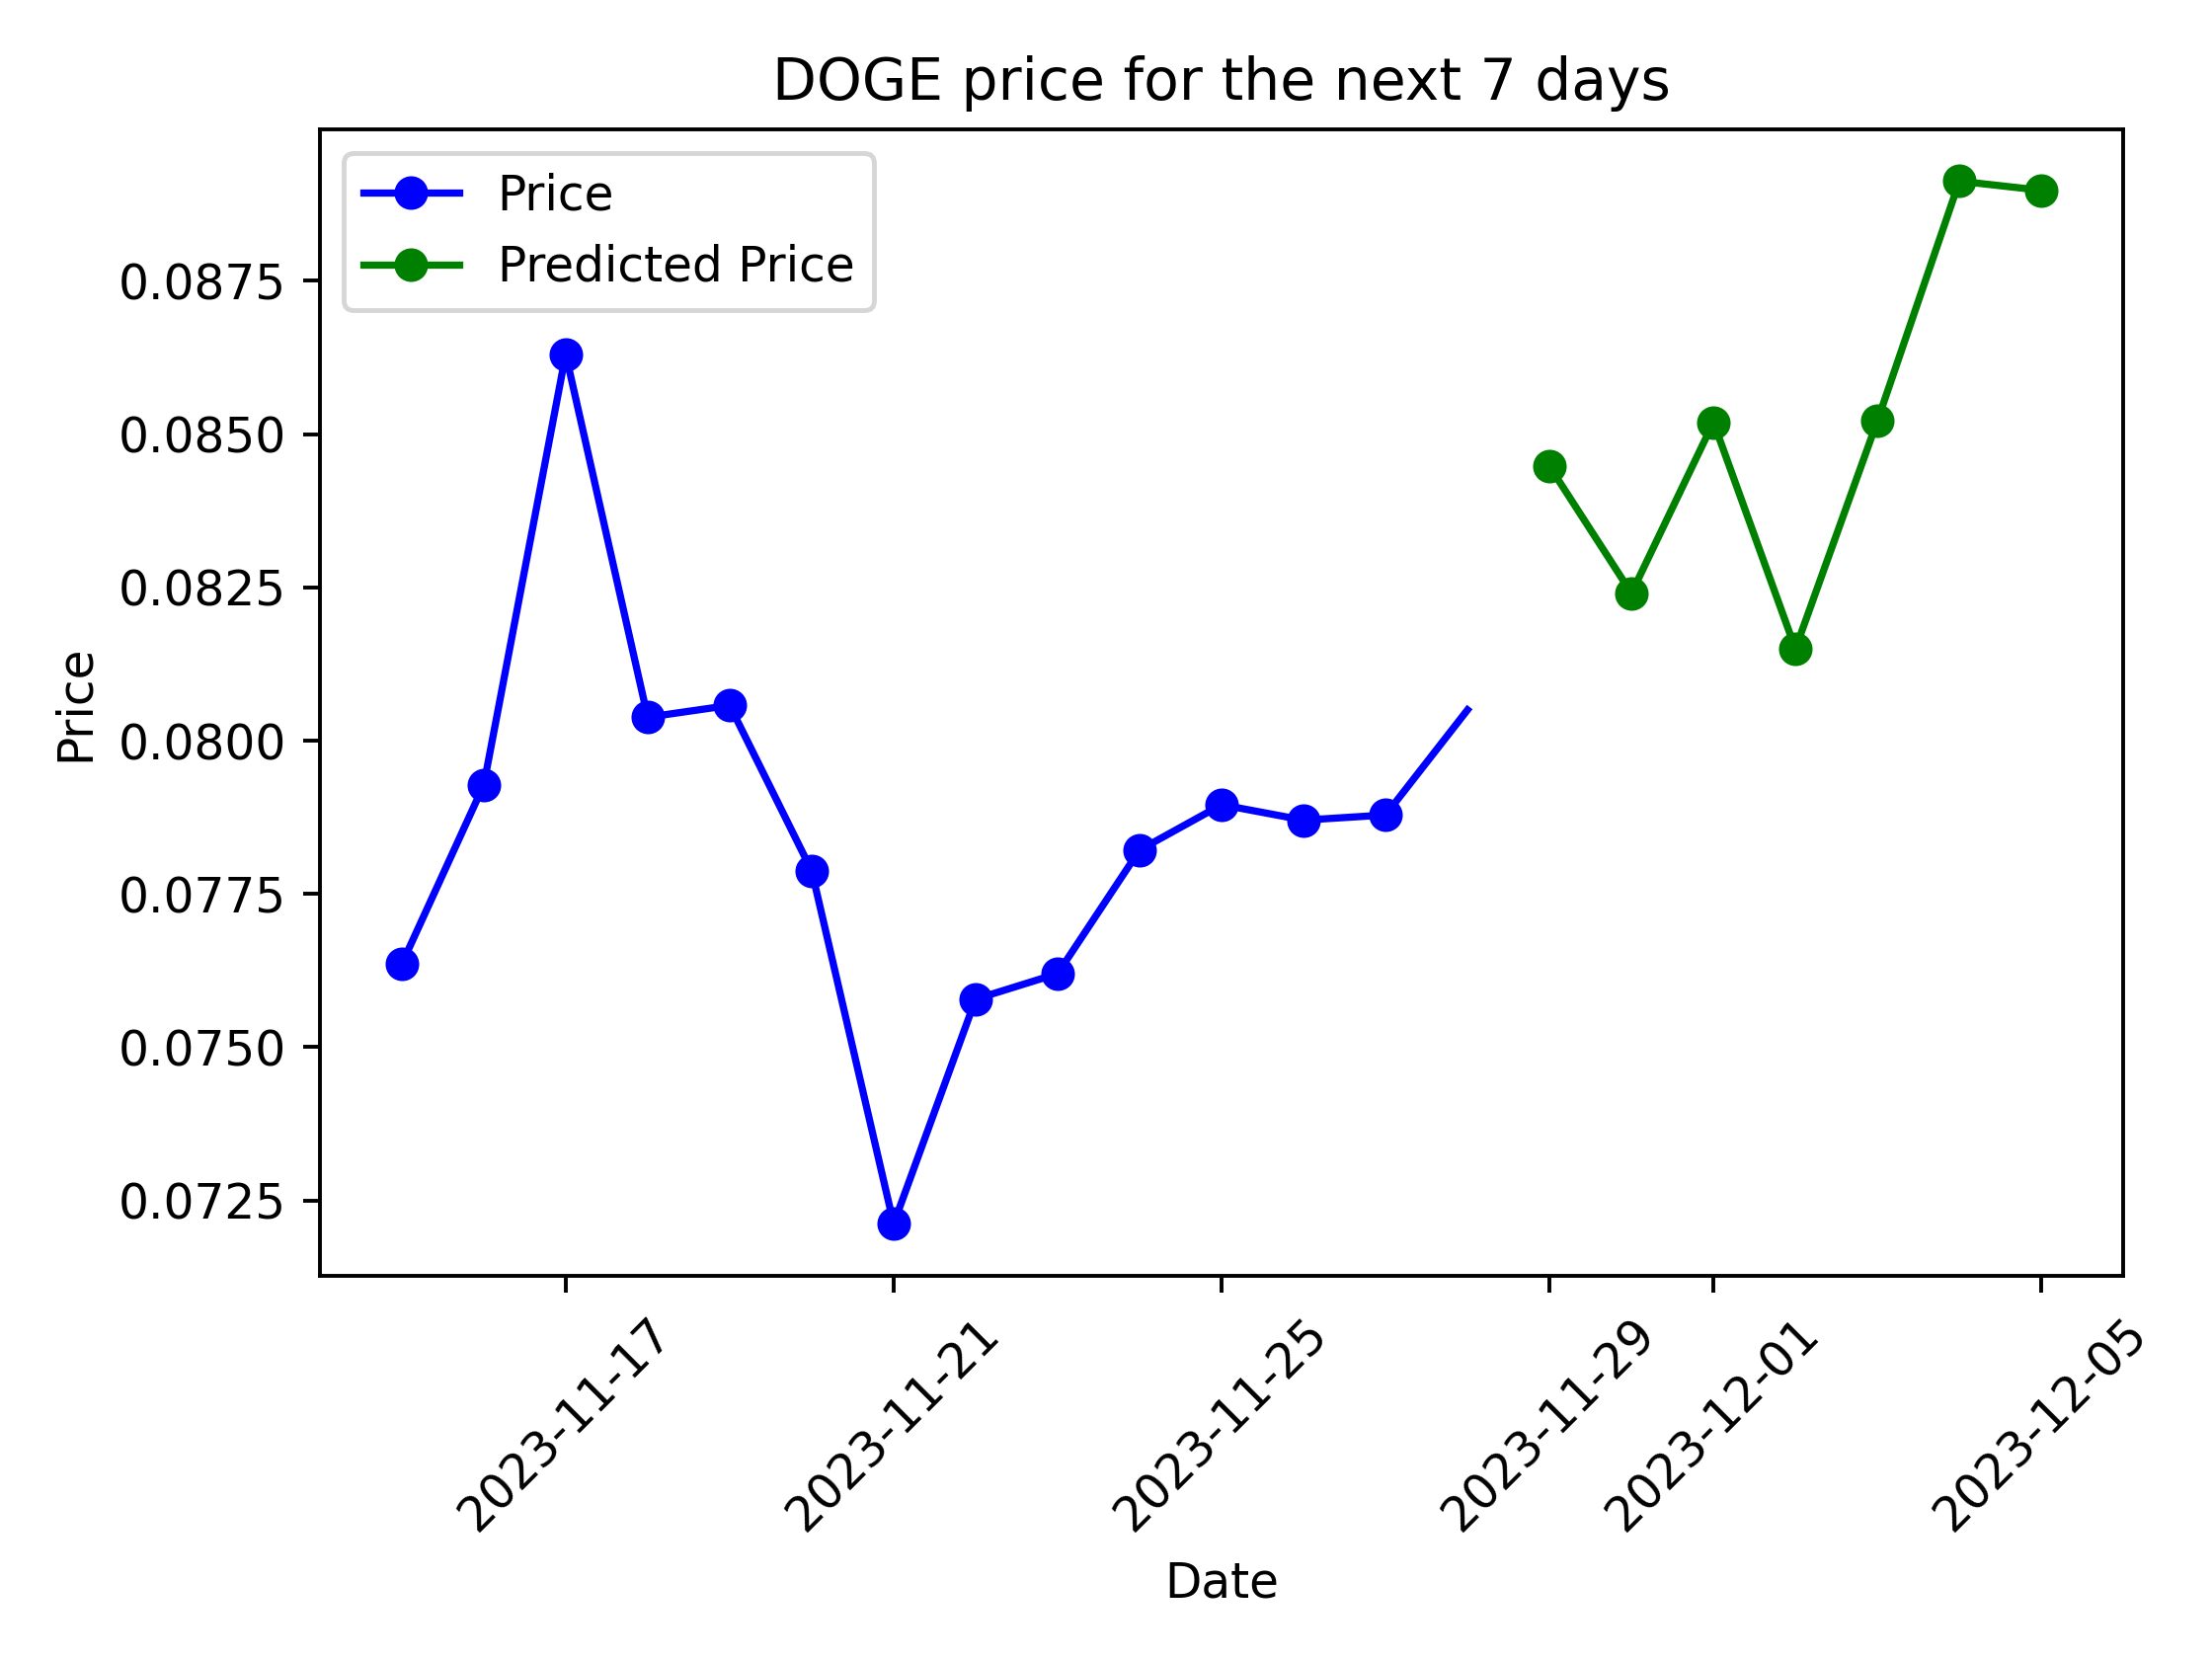 DOGE price for the next 7 days
Price
Predicted Price
0.0875
0.0850
0.0825
0.0800
0.0775
0.0750
0.0725
Price
2023-11-17
2023-11-21
2023-11-25
2023-11-29
2023-12-01
2023-12-05
Date